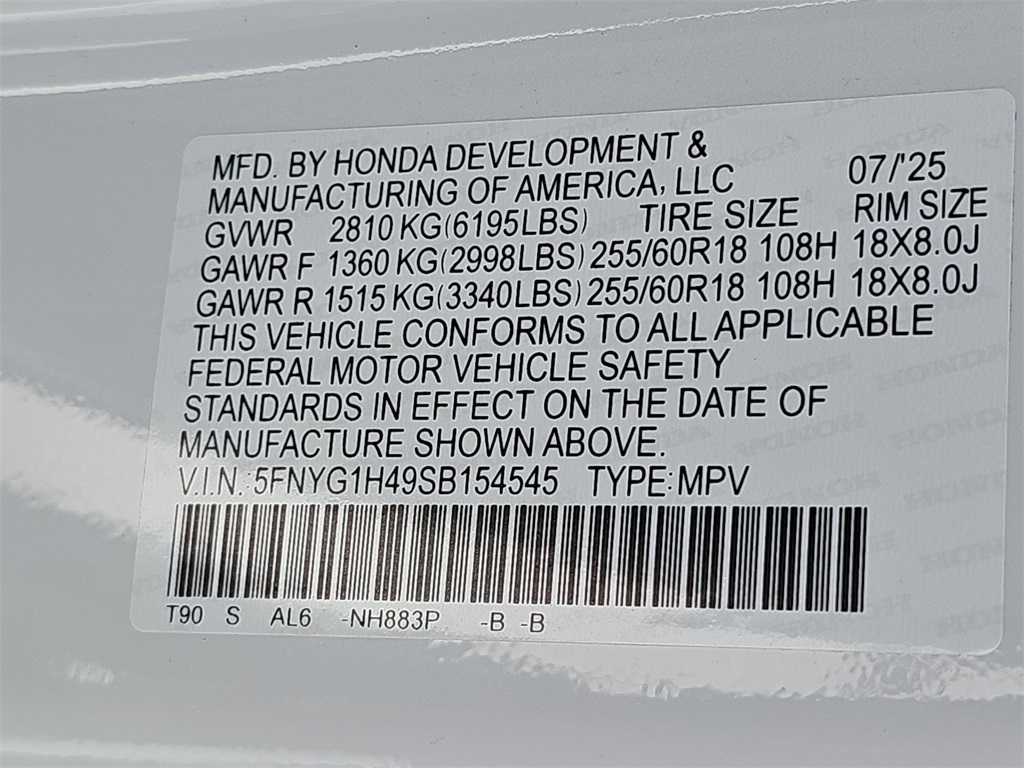 MFD. BY HONDA DEVELOPMENT &
MANUFACTURING OF AMERICA, LLC 07/'25
GVWR 2810 KG(6195LBS) TIRE SIZE RIM SIZE
GAWR F 1360 KG(2998LBS) 255/60R18 108H 18X8.0J
GAWR R 1515 KG(3340LBS) 255/60R18 108H 18X8.0J
THIS VEHICLE CONFORMS TO ALL APPLICABLE
FEDERAL MOTOR VEHICLE SAFETY
STANDARDS IN EFFECT ON THE DATE OF
MANUFACTURE SHOWN ABOVE.
V.I.N. 5FNYG1H49SB154545 TYPE:MPV
T90 S AL6 -NH883P -B -B